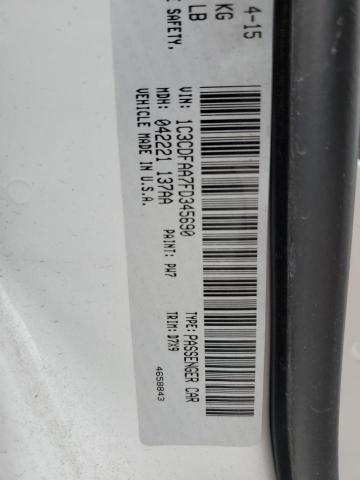 4-15
KG
LB
E SAFETY,
VIN: 1C3CDFAA7FD345690
TYPE: PASSENGER CAR
MDH: 042221 137AA
PAINT: PW7
TRIM: D7X9
VEHICLE MADE IN U.S.A.
4658843